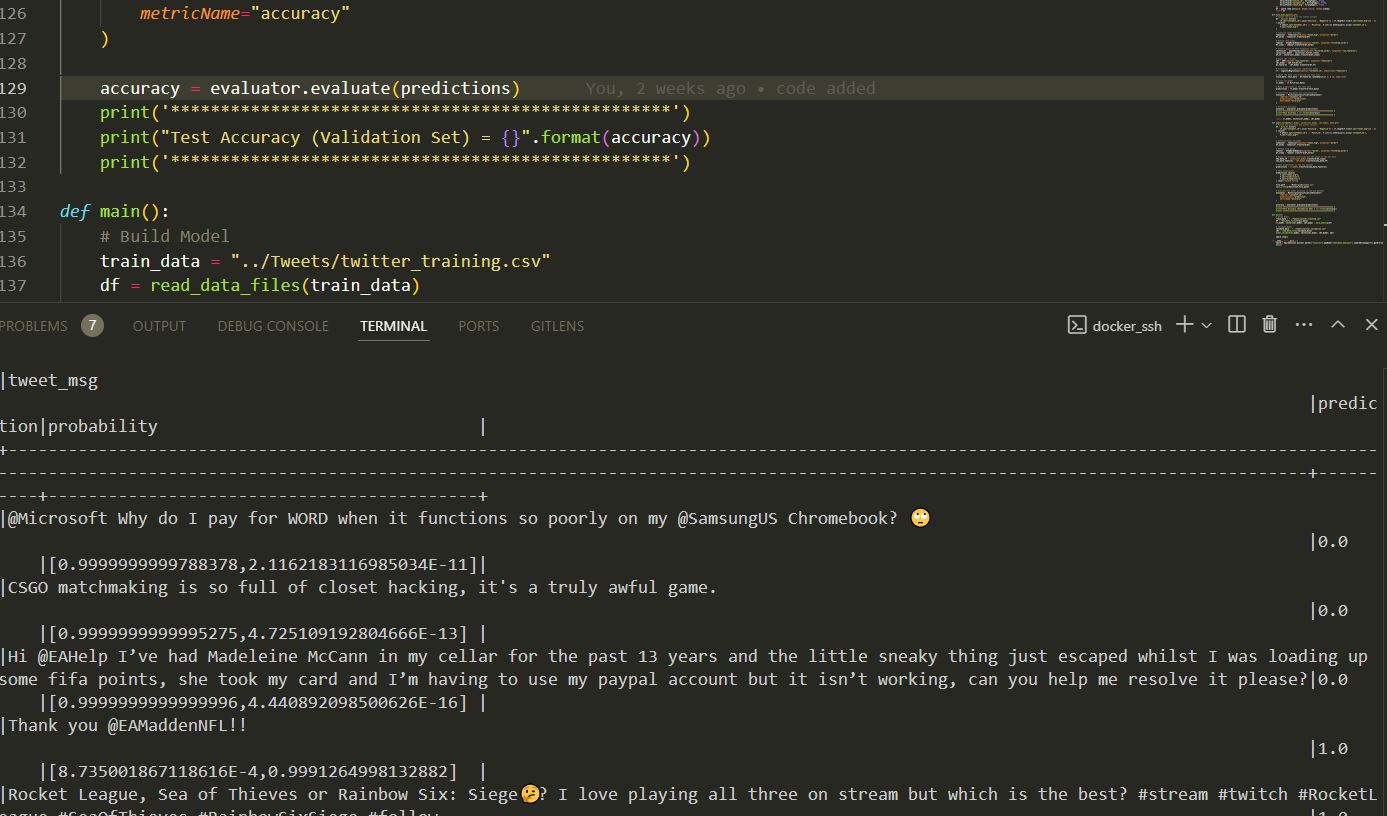 126 metricName="accuracy"
127 )
128
129 accuracy = evaluator.evaluate(predictions) You, 2 weeks ago • code added
130 print('**************************************************')
131 print("Test Accuracy (Validation Set) = {}".format(accuracy))
132 print('**************************************************')
133
134 def main():
135 # Build Model
136 train_data = "../Tweets/twitter_training.csv"
137 df = read_data_files(train_data)
PROBLEMS 7 OUTPUT DEBUG CONSOLE TERMINAL PORTS GITLENS docker_ssh
|tweet_msg
|predic
tion|probability |
+----------------------------------------------------------------------------------------------------------------------------------------
-----------------------------------------------------------------------------------------------------------------------------------+------
----+-------------------------------------------+
|@Microsoft Why do I pay for WORD when it functions so poorly on my @SamsungUS Chromebook? 🙄
|0.0
|[0.9999999999788378,2.1162183116985034E-11]|
|CSGO matchmaking is so full of closet hacking, it's a truly awful game.
|0.0
|[0.9999999999995275,4.725109192804666E-13] |
|Hi @EAHelp I’ve had Madeleine McCann in my cellar for the past 13 years and the little sneaky thing just escaped whilst I was loading up
some fifa points, she took my card and I’m having to use my paypal account but it isn’t working, can you help me resolve it please?|0.0
|[0.9999999999999996,4.440892098500626E-16] |
|Thank you @EAMaddenNFL!!
|1.0
|[8.735001867118616E-4,0.9991264998132882] |
|Rocket League, Sea of Thieves or Rainbow Six: Siege🤔? I love playing all three on stream but which is the best? #stream #twitch #RocketL
eague #SeaOfThieves #RainbowSixSiege #follow
|1.0